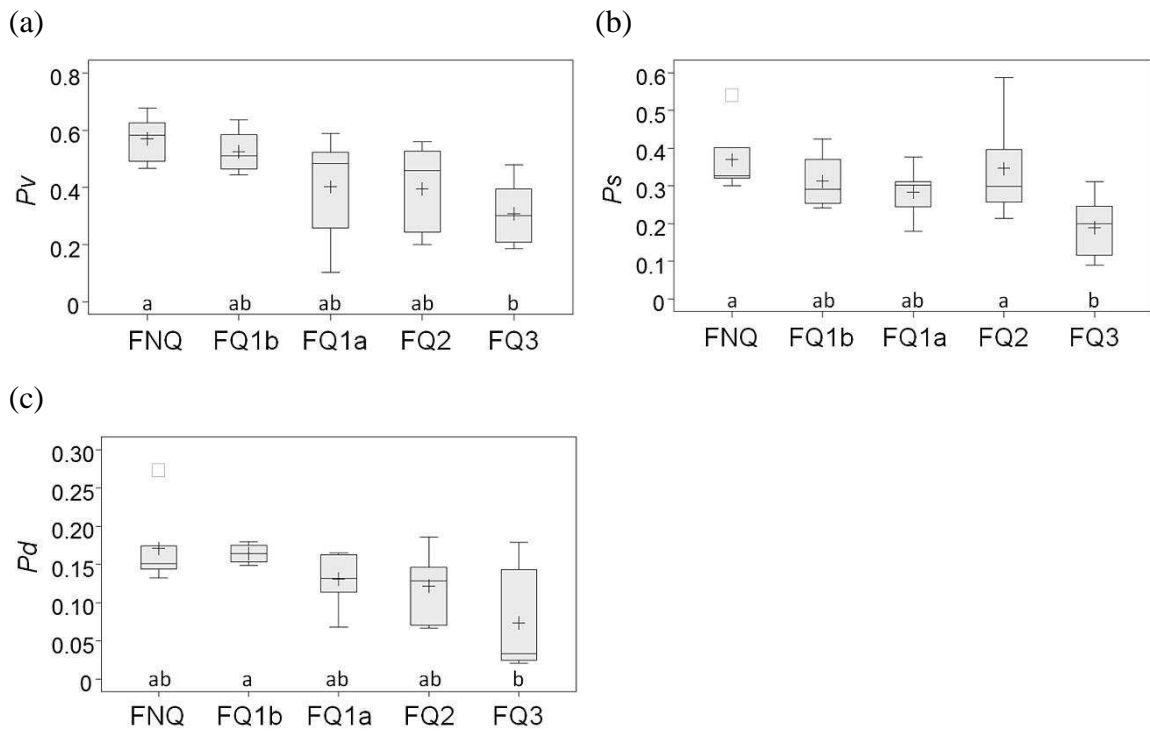 (a)
Pv
0.8
0.6
0.4
0.2
0
a ab ab ab b
FNQ FQ1b FQ1a FQ2 FQ3
(b)
Ps
0.6
0.5
0.4
0.3
0.2
0.1
0
a ab ab a b
FNQ FQ1b FQ1a FQ2 FQ3
(c)
Pd
0.30
0.25
0.20
0.15
0.10
0.05
0
ab a ab ab b
FNQ FQ1b FQ1a FQ2 FQ3